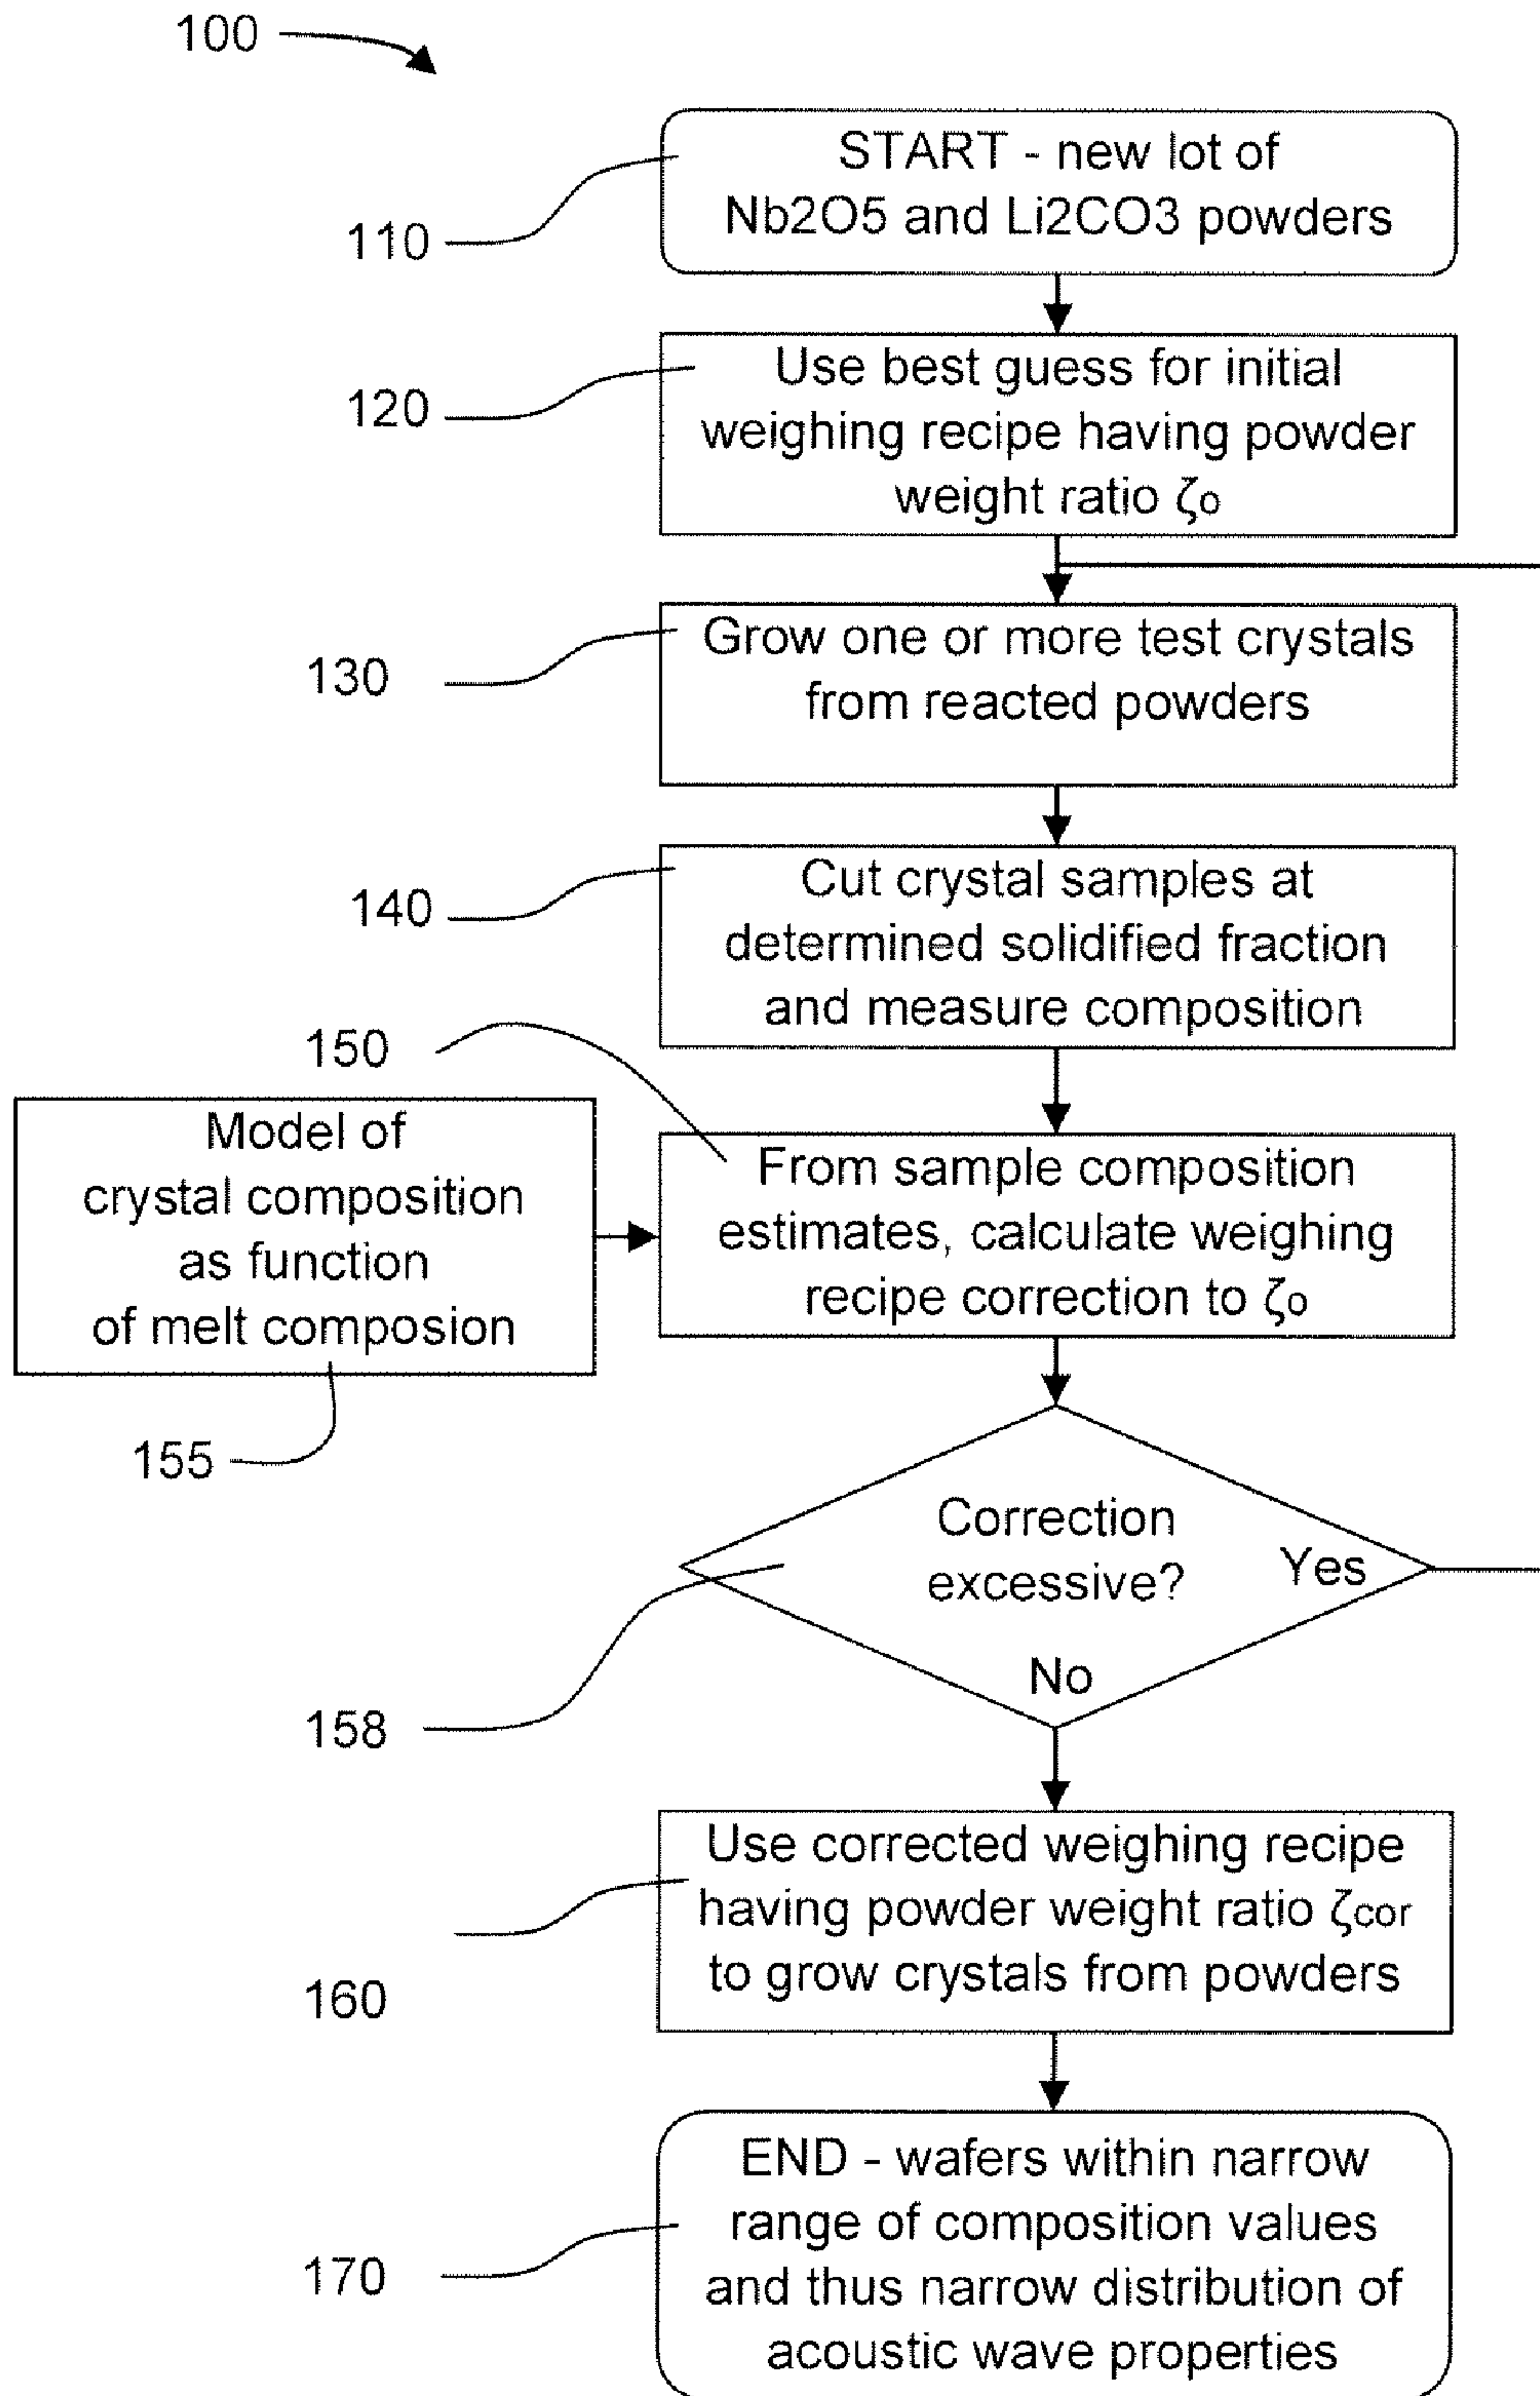 100
START - new lot of
Nb2O5 and Li2CO3 powders
110
Use best guess for initial
weighing recipe having powder
weight ratio ζo
120
Grow one or more test crystals
from reacted powders
130
Cut crystal samples at
determined solidified fraction
and measure composition
140
150
Model of
crystal composition
as function
of melt composion
155
From sample composition
estimates, calculate weighing
recipe correction to ζo
Correction
excessive?
Yes
No
158
Use corrected weighing recipe
having powder weight ratio ζcor
to grow crystals from powders
160
END - wafers within narrow
range of composition values
and thus narrow distribution of
acoustic wave properties
170